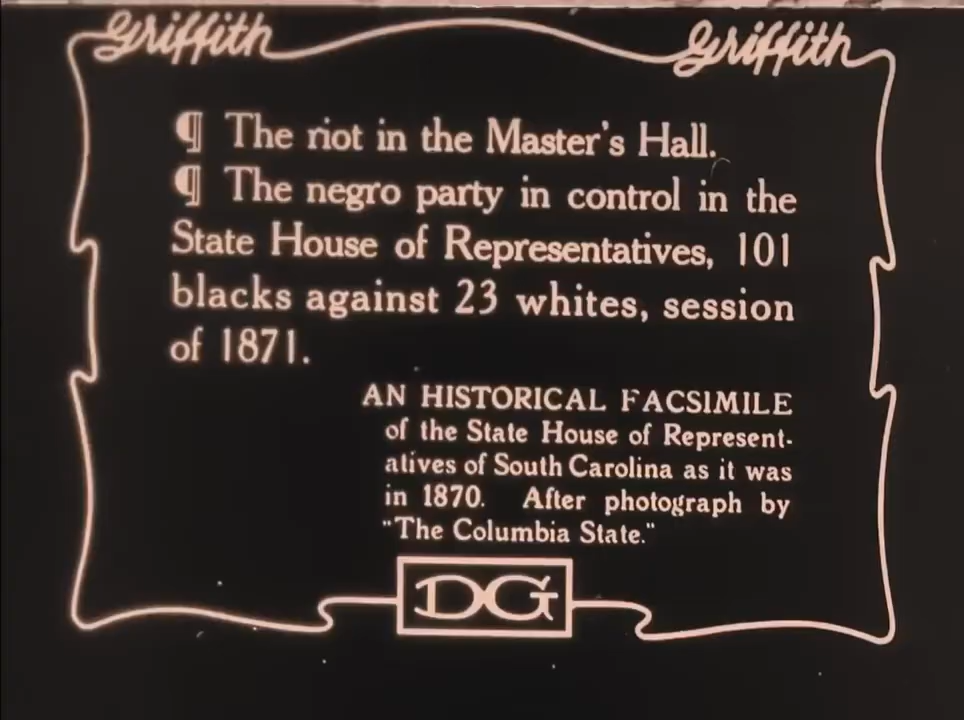 Griffith Griffith
¶ The riot in the Master's Hall.
¶ The negro party in control in the
State House of Representatives, 101
blacks against 23 whites, session
of 1871.
AN HISTORICAL FACSIMILE
of the State House of Represent-
atives of South Carolina as it was
in 1870. After photograph by
"The Columbia State."
DG